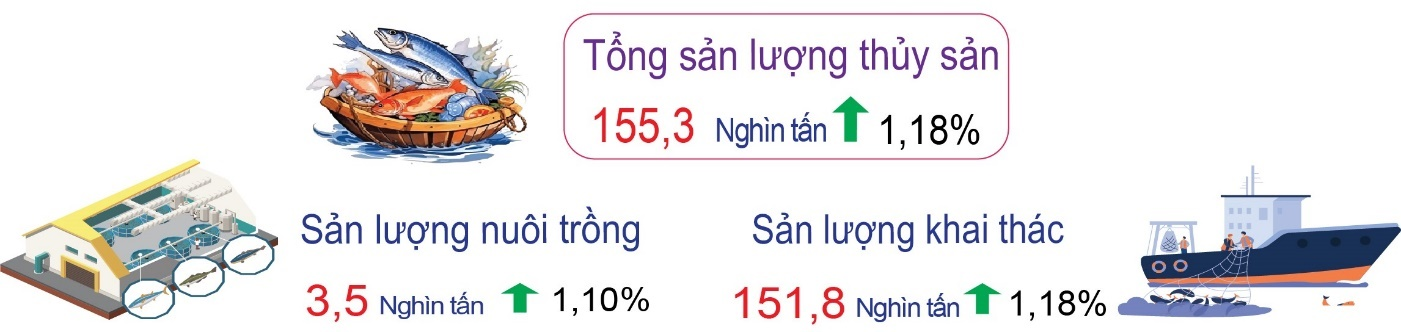 Tổng sản lượng thủy sản
155,3 Nghìn tấn 1,18%
Sản lượng nuôi trồng
3,5 Nghìn tấn 1,10%
Sản lượng khai thác
151,8 Nghìn tấn 1,18%